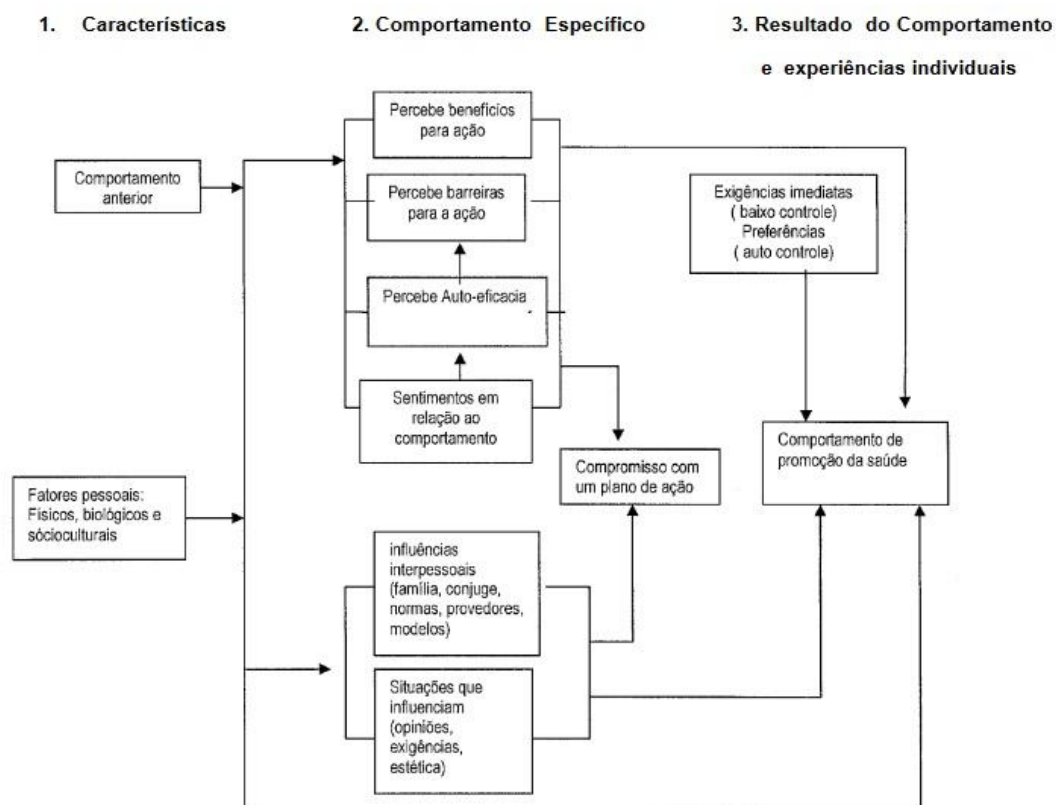 1. Características
2. Comportamento Específico
3. Resultado do Comportamento
e experiências individuais
Comportamento
anterior
Fatores pessoais:
Físicos, biológicos e
sócioculturais
Percebe benefícios
para ação
Percebe barreiras
para a ação
Percebe Auto-eficacia
Sentimentos em
relação ao
comportamento
influências
interpessoais
(família, conjuge,
normas, provedores,
modelos)
Situações que
influenciam
(opiniões,
exigências,
estética)
Compromisso com
um plano de ação
Exigências imediatas
( baixo controle)
Preferências
( auto controle)
Comportamento de
promoção da saúde